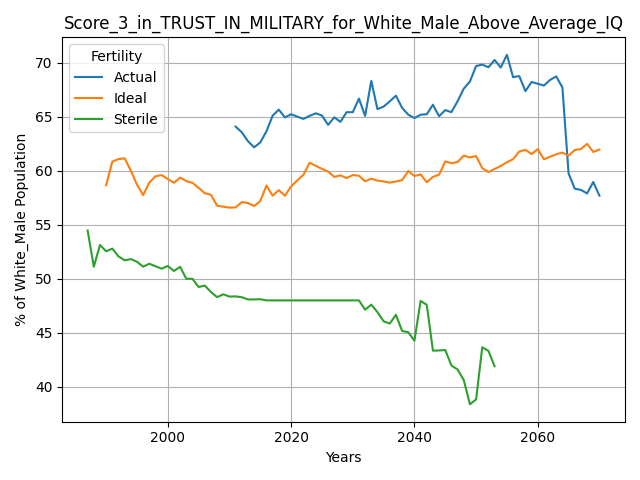 Score_3_in_TRUST_IN_MILITARY_for_White_Male_Above_Average_IQ
Fertility
Actual
Ideal
Sterile
70
65
60
55
50
45
40
% of White_Male Population
2000
2020
2040
2060
Years